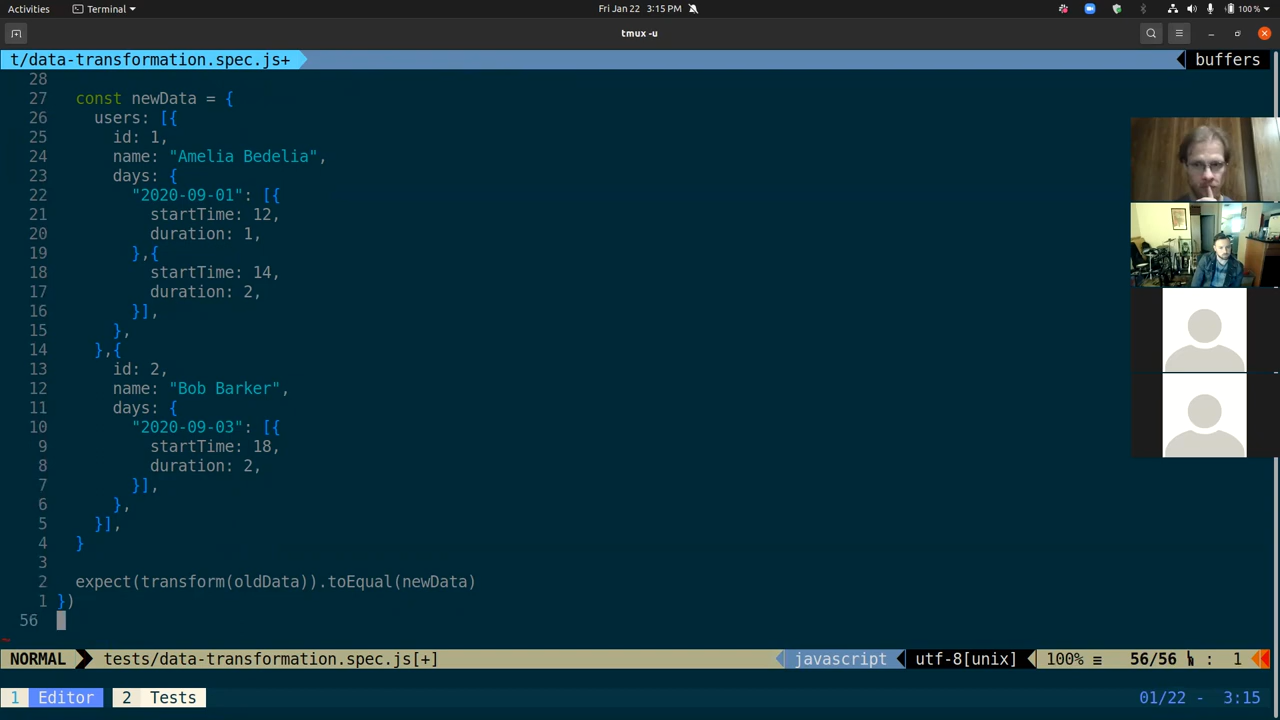 Activities Terminal Fri Jan 22 3:15 PM 100 %
tmux -u
t/data-transformation.spec.js+ buffers
28
27 const newData = {
26 users: [{
25 id: 1,
24 name: "Amelia Bedelia",
23 days: {
22 "2020-09-01": [{
21 startTime: 12,
20 duration: 1,
19 },{
18 startTime: 14,
17 duration: 2,
16 }],
15 },
14 },{
13 id: 2,
12 name: "Bob Barker",
11 days: {
10 "2020-09-03": [{
9 startTime: 18,
8 duration: 2,
7 }],
6 },
5 }],
4 }
3
2 expect(transform(oldData)).toEqual(newData)
1 })
56
~
NORMAL tests/data-transformation.spec.js[+] javascript utf-8[unix] 100% ≡ 56/56 : 1
1 Editor 2 Tests 01/22 - 3:15